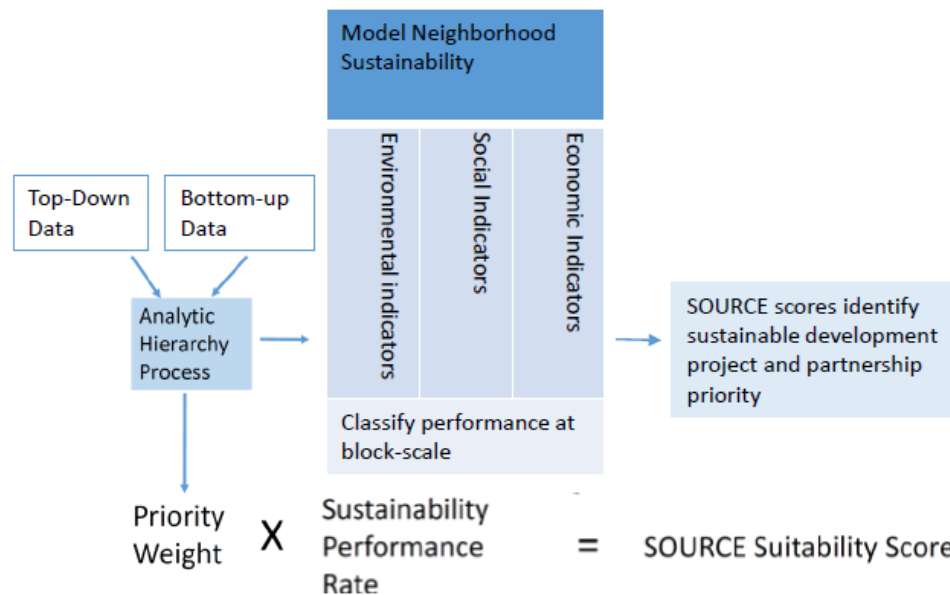 Model Neighborhood
Sustainability
Environmental indicators
Social Indicators
Economic Indicators
Top-Down
Data
Bottom-up
Data
Analytic
Hierarchy
Process
SOURCE scores identify
sustainable development
project and partnership
priority
Classify performance at
block-scale
Priority
Weight
X
Sustainability
Performance
Rate
=
SOURCE Suitability Score